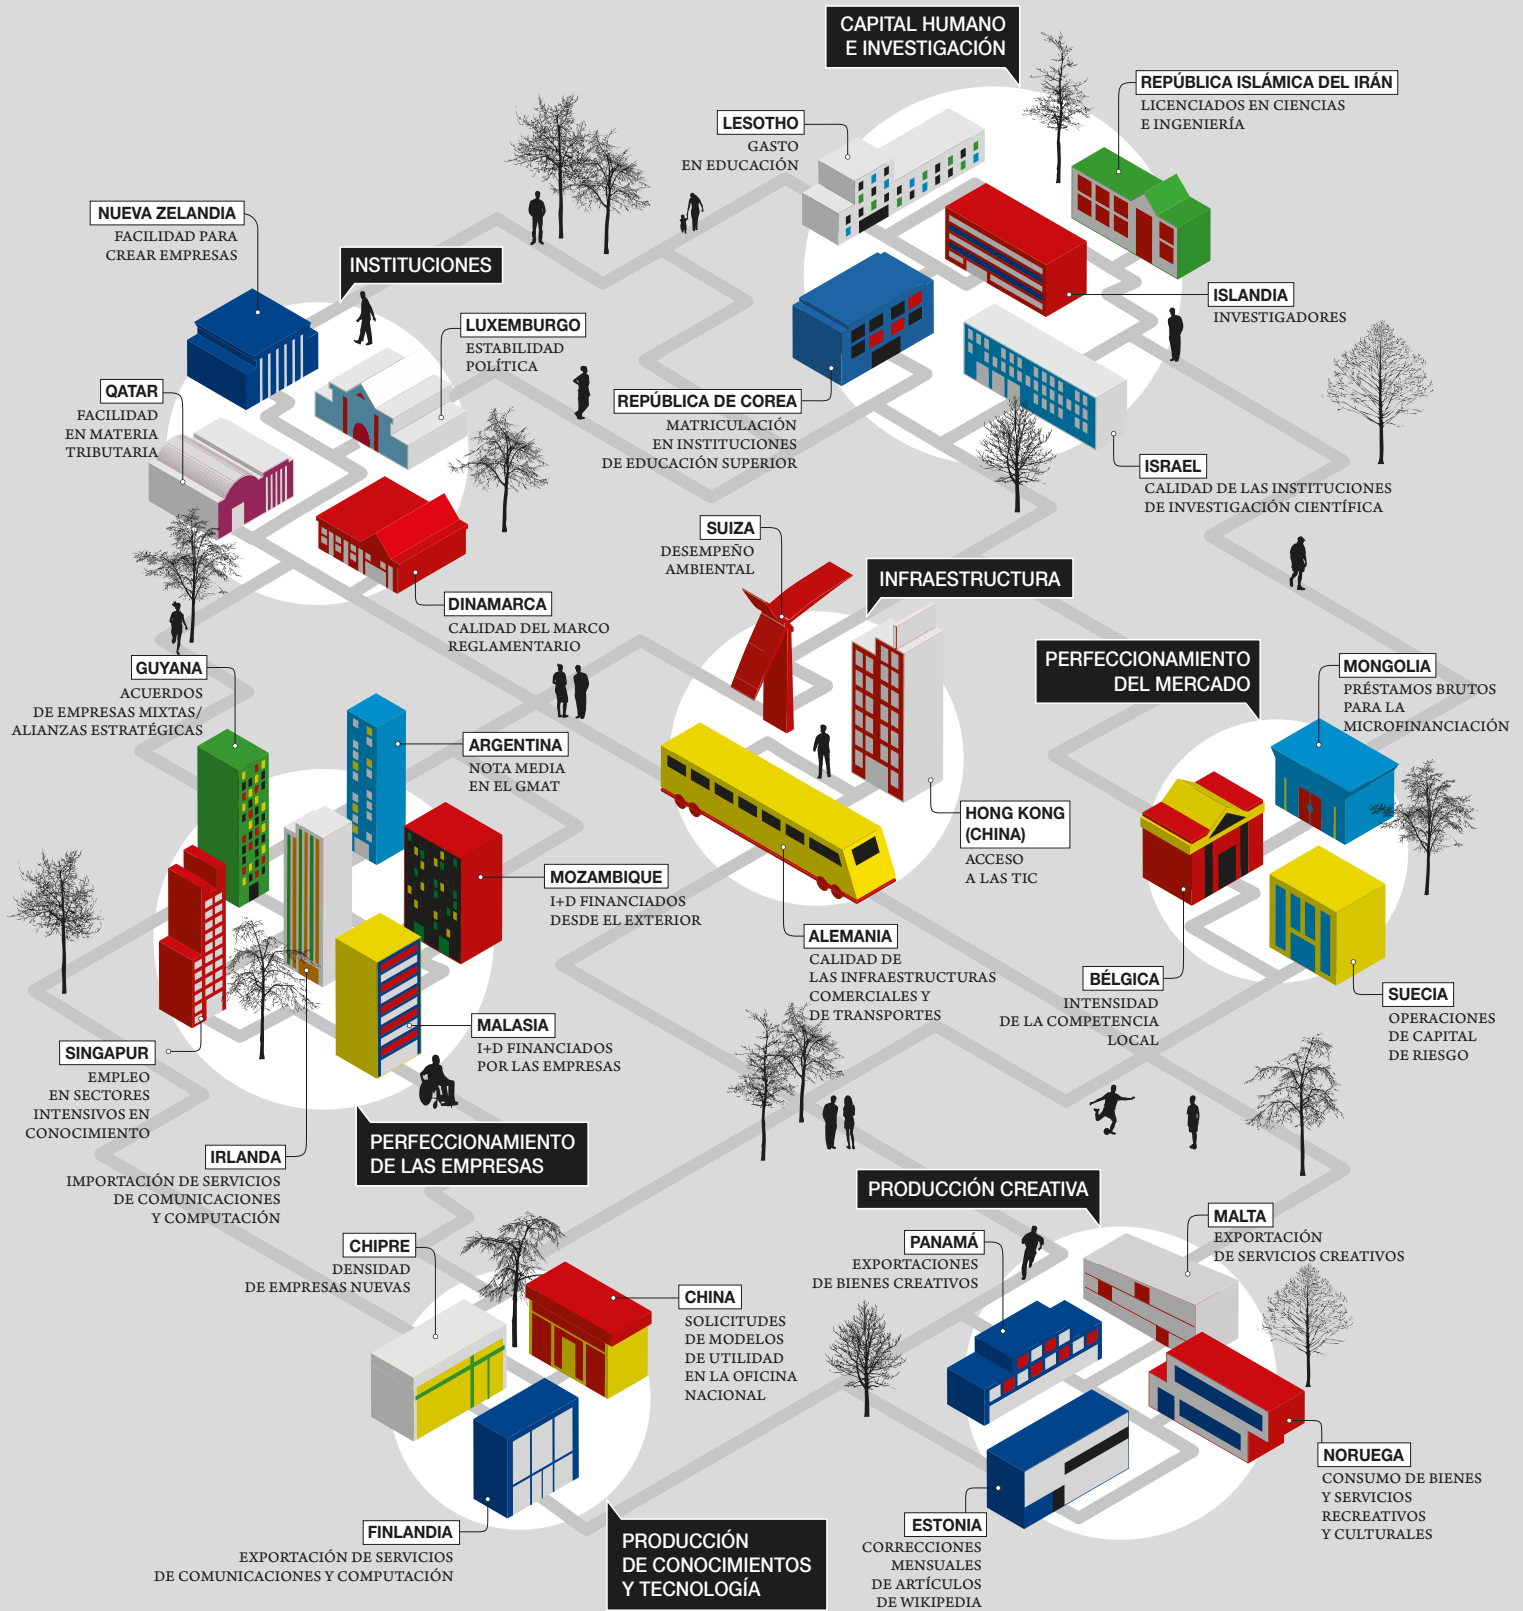 CAPITAL HUMANO
E INVESTIGACIÓN
REPÚBLICA ISLÁMICA DEL IRÁN
LICENCIADOS EN CIENCIAS
E INGENIERÍA
LESOTHO
GASTO
EN EDUCACIÓN
ISLANDIA
INVESTIGADORES
REPÚBLICA DE COREA
MATRICULACIÓN
EN INSTITUCIONES
DE EDUCACIÓN SUPERIOR
ISRAEL
CALIDAD DE LAS INSTITUCIONES
DE INVESTIGACIÓN CIENTÍFICA
INSTITUCIONES
NUEVA ZELANDIA
FACILIDAD PARA
CREAR EMPRESAS
LUXEMBURGO
ESTABILIDAD
POLÍTICA
QATAR
FACILIDAD
EN MATERIA
TRIBUTARIA
DINAMARCA
CALIDAD DEL MARCO
REGLAMENTARIO
INFRAESTRUCTURA
SUIZA
DESEMPEÑO
AMBIENTAL
HONG KONG
(CHINA)
ACCESO
A LAS TIC
ALEMANIA
CALIDAD DE
LAS INFRAESTRUCTURAS
COMERCIALES Y
DE TRANSPORTES
PERFECCIONAMIENTO
DEL MERCADO
MONGOLIA
PRÉSTAMOS BRUTOS
PARA LA
MICROFINANCIACIÓN
BÉLGICA
INTENSIDAD
DE LA COMPETENCIA
LOCAL
SUECIA
OPERACIONES
DE CAPITAL
DE RIESGO
GUYANA
ACUERDOS
DE EMPRESAS MIXTAS/
ALIANZAS ESTRATÉGICAS
ARGENTINA
NOTA MEDIA
EN EL GMAT
MOZAMBIQUE
I+D FINANCIADOS
DESDE EL EXTERIOR
MALASIA
I+D FINANCIADOS
POR LAS EMPRESAS
SINGAPUR
EMPLEO
EN SECTORES
INTENSIVOS EN
CONOCIMIENTO
IRLANDA
IMPORTACIÓN DE SERVICIOS
DE COMUNICACIONES
Y COMPUTACIÓN
PERFECCIONAMIENTO
DE LAS EMPRESAS
CHIPRE
DENSIDAD
DE EMPRESAS NUEVAS
CHINA
SOLICITUDES
DE MODELOS
DE UTILIDAD
EN LA OFICINA
NACIONAL
FINLANDIA
EXPORTACIÓN DE SERVICIOS
DE COMUNICACIONES Y COMPUTACIÓN
PRODUCCIÓN
DE CONOCIMIENTOS
Y TECNOLOGÍA
PRODUCCIÓN CREATIVA
PANAMÁ
EXPORTACIONES
DE BIENES CREATIVOS
MALTA
EXPORTACIÓN
DE SERVICIOS CREATIVOS
NORUEGA
CONSUMO DE BIENES
Y SERVICIOS
RECREATIVOS
Y CULTURALES
ESTONIA
CORRECCIONES
MENSUALES
DE ARTÍCULOS
DE WIKIPEDIA